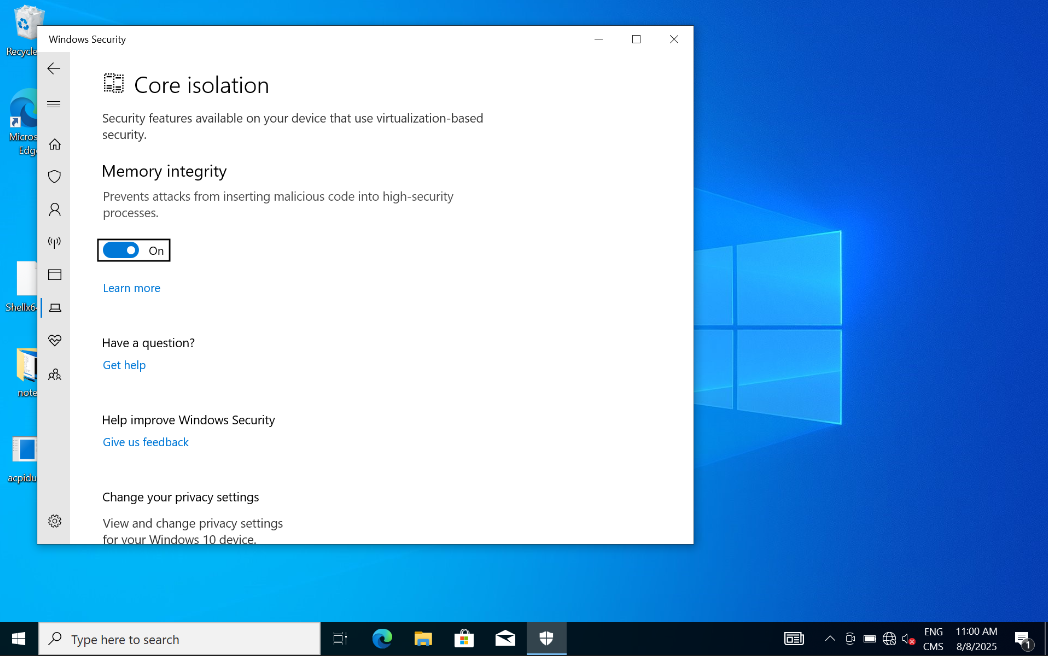 Windows Security
Core isolation
Security features available on your device that use virtualization-based
security.
Memory integrity
Prevents attacks from inserting malicious code into high-security
processes.
On
Learn more
Have a question?
Get help
Help improve Windows Security
Give us feedback
Change your privacy settings
View and change privacy settings
for your Windows 10 device.
Recycle
Micros
Edg
Shellx6
note
acpidu
Type here to search
ENG
CMS
11:00 AM
8/8/2025
1